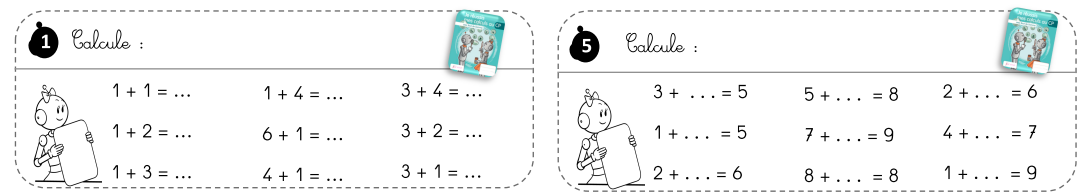 1 Calcule :
1 + 1 = ... 1 + 4 = ... 3 + 4 = ...
1 + 2 = ... 6 + 1 = ... 3 + 2 = ...
1 + 3 = ... 4 + 1 = ... 3 + 1 = ...
5 Calcule :
3 + ... = 5 5 + ... = 8 2 + ... = 6
1 + ... = 5 7 + ... = 9 4 + ... = 7
2 + ... = 6 8 + ... = 8 1 + ... = 9